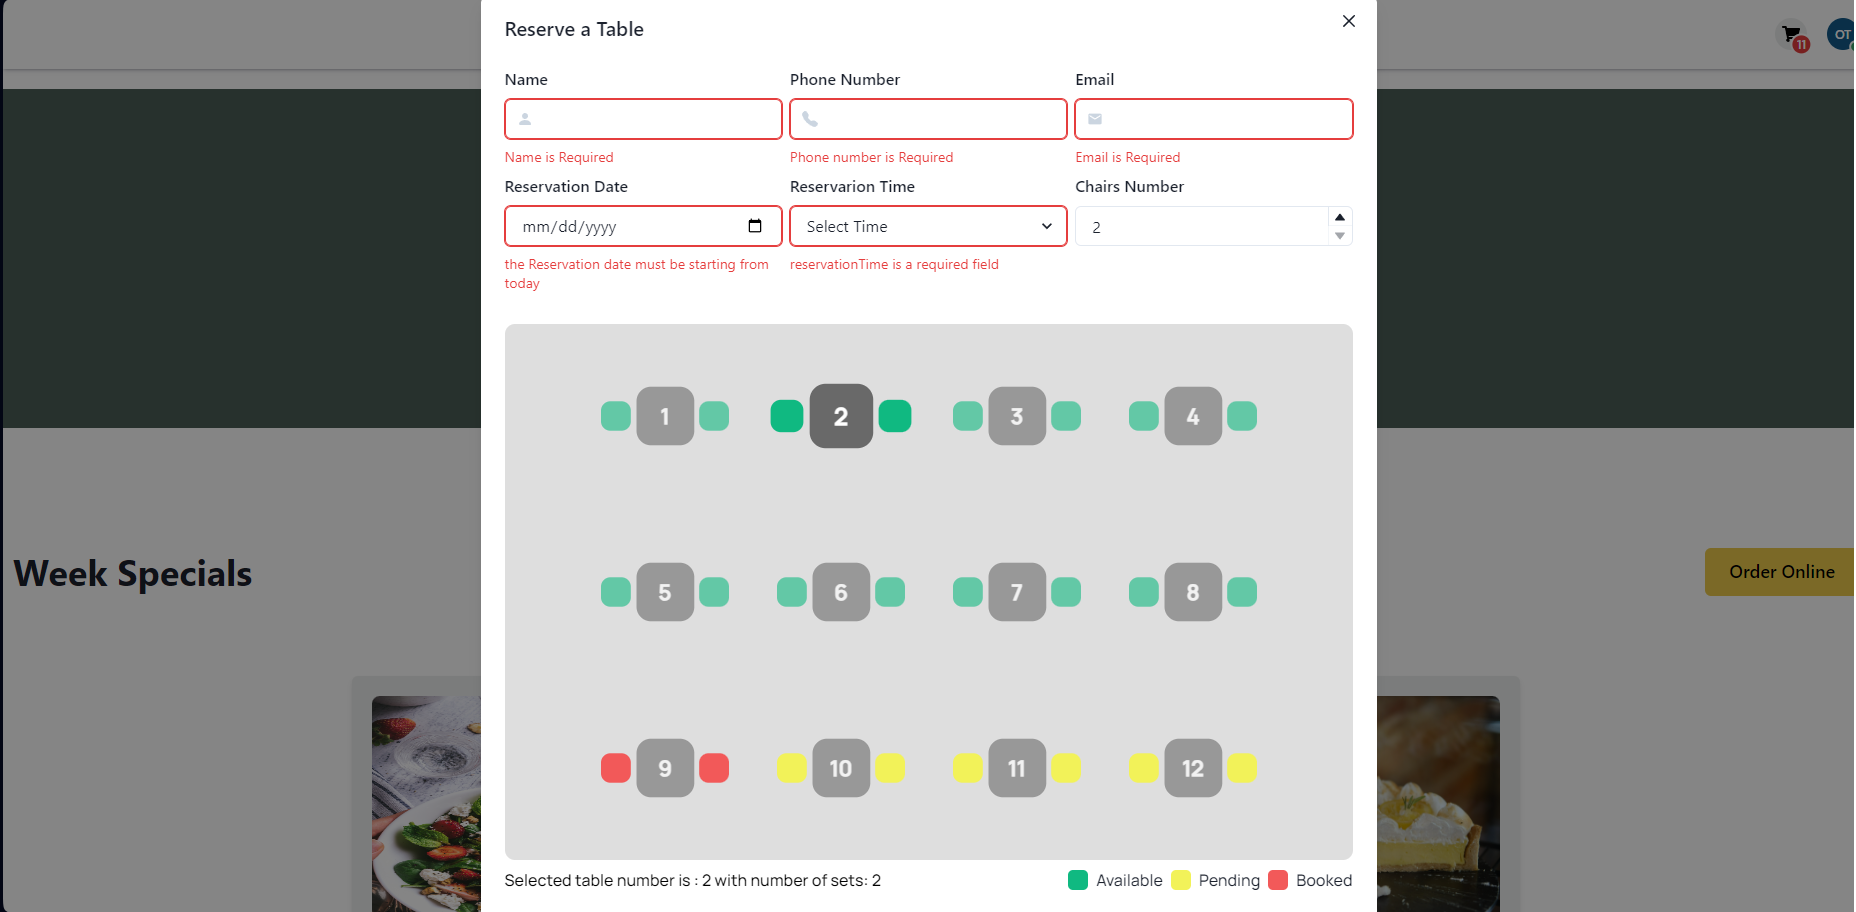 Reserve a Table
11
OT
Name
Phone Number
Email
Name is Required
Phone number is Required
Email is Required
Reservation Date
Reservarion Time
Chairs Number
mm/dd/yyyy
Select Time
2
the Reservation date must be starting from
today
reservationTime is a required field
1
2
3
4
Week Specials
Order Online
5
6
7
8
9
10
11
12
Selected table number is : 2 with number of sets: 2
Available
Pending
Booked